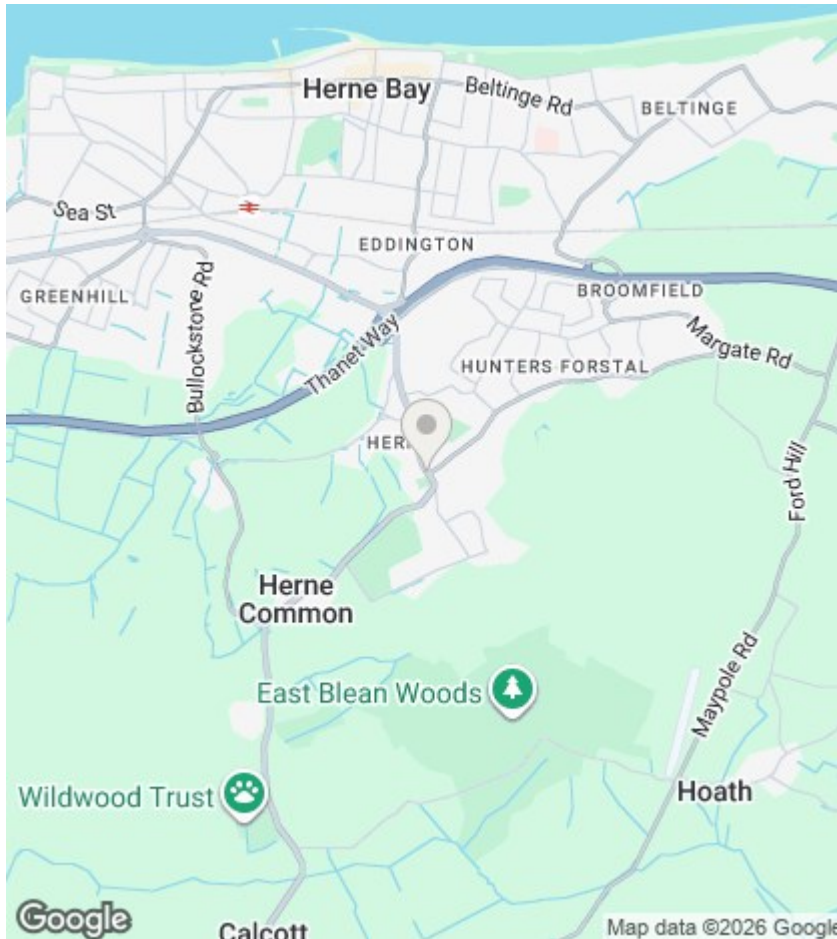 Herne Bay
Beltinge Rd
BELTINGE
Sea St
EDDINGTON
GREENHILL
Bullockstone Rd
Thanet Way
BROOMFIELD
Margate Rd
HUNTERS FORSTAL
HER
Ford Hill
Herne
Common
East Blean Woods
Maypole Rd
Wildwood Trust
Hoath
Google
Calcott
Map data ©2026 Google